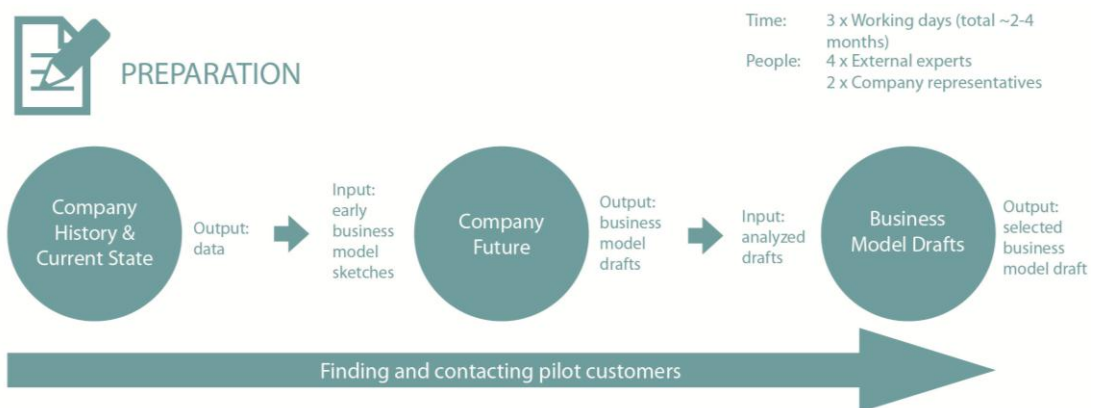 PREPARATION
Time: 3 x Working days (total ~2-4
months)
People: 4 x External experts
2 x Company representatives
Company
History &
Current State
Output:
data
Input:
early
business
model
sketches
Company
Future
Output:
business
model
drafts
Input:
analyzed
drafts
Business
Model Drafts
Output:
selected
business
model draft
Finding and contacting pilot customers